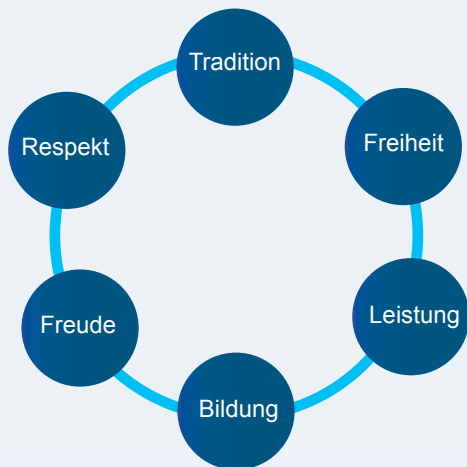 Tradition
Freiheit
Leistung
Bildung
Freude
Respekt